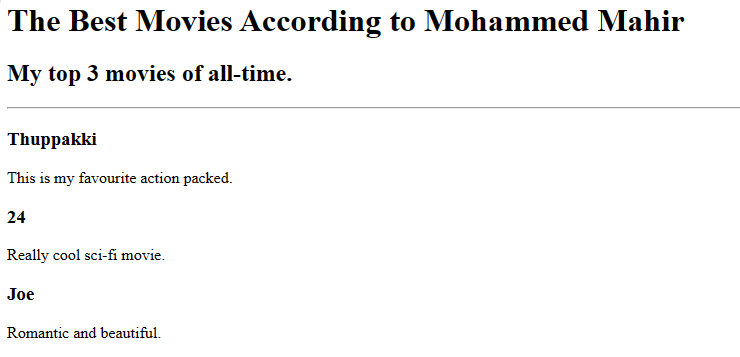 The Best Movies According to Mohammed Mahir
My top 3 movies of all-time.
Thuppakki
This is my favourite action packed.
24
Really cool sci-fi movie.
Joe
Romantic and beautiful.